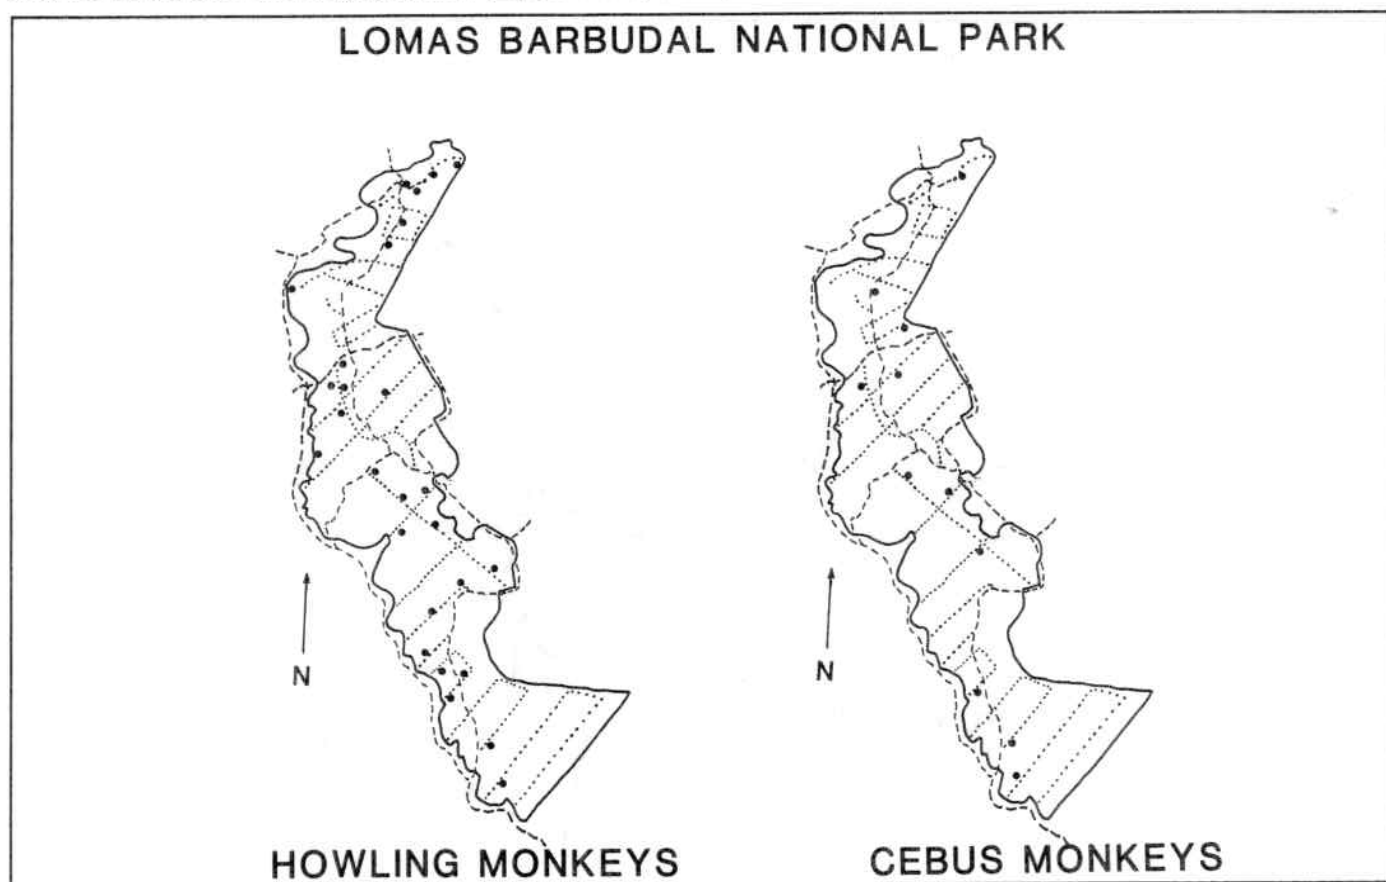 LOMAS BARBUDAL NATIONAL PARK
N
N
HOWLING MONKEYS
CEBUS MONKEYS